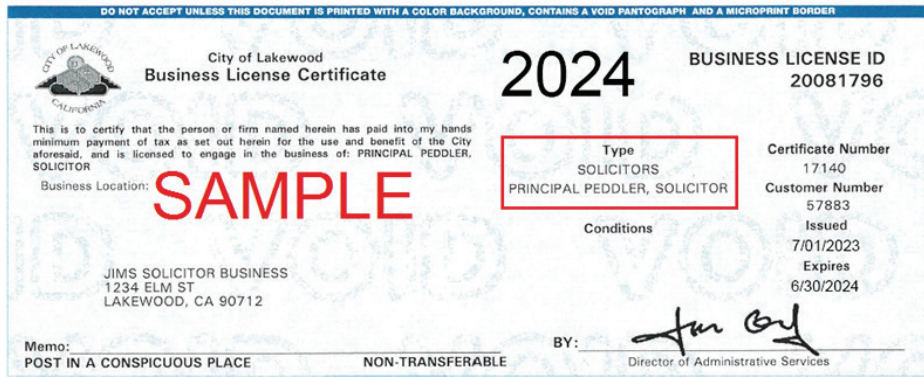 DO NOT ACCEPT UNLESS THIS DOCUMENT IS PRINTED WITH A COLOR BACKGROUND, CONTAINS A VOID PANTOGRAPH AND A MICROPRINT BORDER
CITY OF LAKEWOOD
CALIFORNIA
City of Lakewood
Business License Certificate
2024
BUSINESS LICENSE ID
20081796
This is to certify that the person or firm named herein has paid into my hands
minimum payment of tax as set out herein for the use and benefit of the City
aforesaid, and is licensed to engage in the business of: PRINCIPAL PEDDLER,
SOLICITOR
Business Location:
SAMPLE
JIMS SOLICITOR BUSINESS
1234 ELM ST
LAKEWOOD, CA 90712
Type
SOLICITORS
PRINCIPAL PEDDLER, SOLICITOR
Conditions
Certificate Number
17140
Customer Number
57883
Issued
7/01/2023
Expires
6/30/2024
Memo:
POST IN A CONSPICUOUS PLACE
NON-TRANSFERABLE
BY:
Director of Administrative Services
VOID